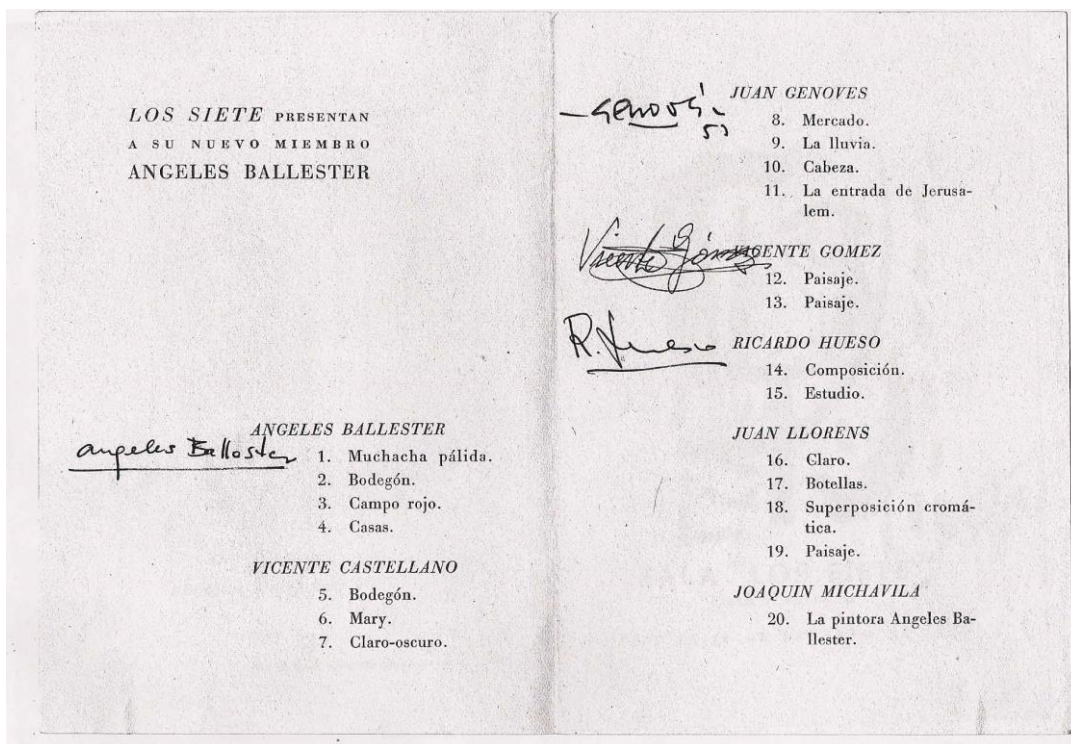 LOS SIETE PRESENTAN
A SU NUEVO MIEMBRO
ANGELES BALLESTER
ANGELES BALLESTER
angeles Ballester
1. Muchacha pálida.
2. Bodegón.
3. Campo rojo.
4. Casas.
VICENTE CASTELLANO
5. Bodegón.
6. Mary.
7. Claro-oscuro.
JUAN GENOVES
Genovés
53
8. Mercado.
9. La lluvia.
10. Cabeza.
11. La entrada de Jerusa-
lem.
Vicente Gómez
VICENTE GOMEZ
12. Paisaje.
13. Paisaje.
R. Hueso
RICARDO HUESO
14. Composición.
15. Estudio.
JUAN LLORENS
16. Claro.
17. Botellas.
18. Superposición cromá-
tica.
19. Paisaje.
JOAQUIN MICHAVILA
20. La pintora Angeles Ba-
llester.